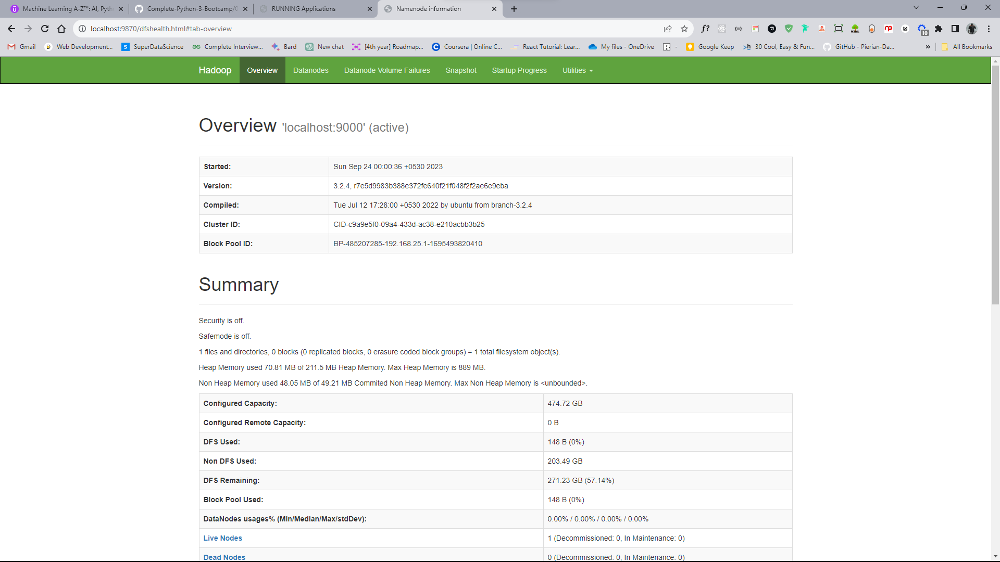 Machine Learning A-Z™: AI, Pyth
Complete-Python-3-Bootcamp/0
RUNNING Applications
Namenode information
localhost:9870/dfshealth.html#tab-overview
10
Gmail
Web Development...
SuperDataScience
Complete Interview...
Bard
New chat
[4th year] Roadmap...
Coursera | Online C...
React Tutorial: Lear...
My files - OneDrive
-
Google Keep
30 Cool, Easy & Fun...
GitHub - Pierian-Da...
»
All Bookmarks
Hadoop
Overview
Datanodes
Datanode Volume Failures
Snapshot
Startup Progress
Utilities
Overview 'localhost:9000' (active)
Started: Sun Sep 24 00:00:36 +0530 2023
Version: 3.2.4, r7e5d9983b388e372fe640f21f048f2f2ae6e9eba
Compiled: Tue Jul 12 17:28:00 +0530 2022 by ubuntu from branch-3.2.4
Cluster ID: CID-c9a9e5f0-09a4-433d-ac38-e210acbb3b25
Block Pool ID: BP-485207285-192.168.25.1-1695493820410
Summary
Security is off.
Safemode is off.
1 files and directories, 0 blocks (0 replicated blocks, 0 erasure coded block groups) = 1 total filesystem object(s).
Heap Memory used 70.81 MB of 211.5 MB Heap Memory. Max Heap Memory is 889 MB.
Non Heap Memory used 48.05 MB of 49.21 MB Commited Non Heap Memory. Max Non Heap Memory is <unbounded>.
Configured Capacity: 474.72 GB
Configured Remote Capacity: 0 B
DFS Used: 148 B (0%)
Non DFS Used: 203.49 GB
DFS Remaining: 271.23 GB (57.14%)
Block Pool Used: 148 B (0%)
DataNodes usages% (Min/Median/Max/stdDev): 0.00% / 0.00% / 0.00% / 0.00%
Live Nodes 1 (Decommissioned: 0, In Maintenance: 0)
Dead Nodes 0 (Decommissioned: 0, In Maintenance: 0)